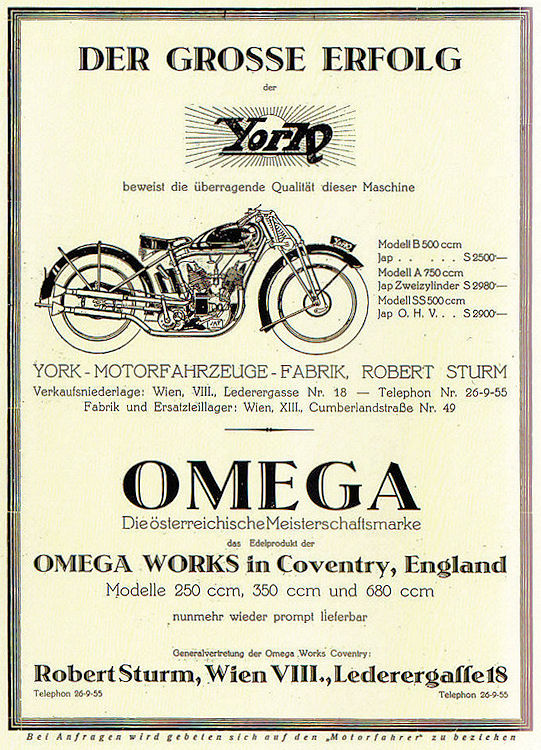 DER GROSSE ERFOLG
der
York
beweist die überragende Qualität dieser Maschine
York
Modell B 500 ccm
Jap . . . . . S 2500·—
Modell A 750 ccm
Jap Zweizylinder S 2980·—
Modell SS 500 ccm
Jap O. H. V. . . S 2900·—
JAP
YORK-MOTORFAHRZEUGE-FABRIK, ROBERT STURM
Verkaufsniederlage: Wien, VIII., Lederergasse Nr. 18 — Telephon Nr. 26-9-55
Fabrik und Ersatzteillager: Wien, XIII., Cumberlandstraße Nr. 49
OMEGA
Die österreichische Meisterschaftsmarke
das Edelprodukt der
OMEGA WORKS in Coventry, England
Modelle 250 ccm, 350 ccm und 680 ccm
nunmehr wieder prompt lieferbar
Generalvertretung der Omega Works Coventry:
Robert Sturm, Wien VIII., Lederergasse 18
Telephon 26-9-55 Telephon 26-9-55
Bei Anfragen wird gebeten sich auf den „Motorfahrer" zu beziehen